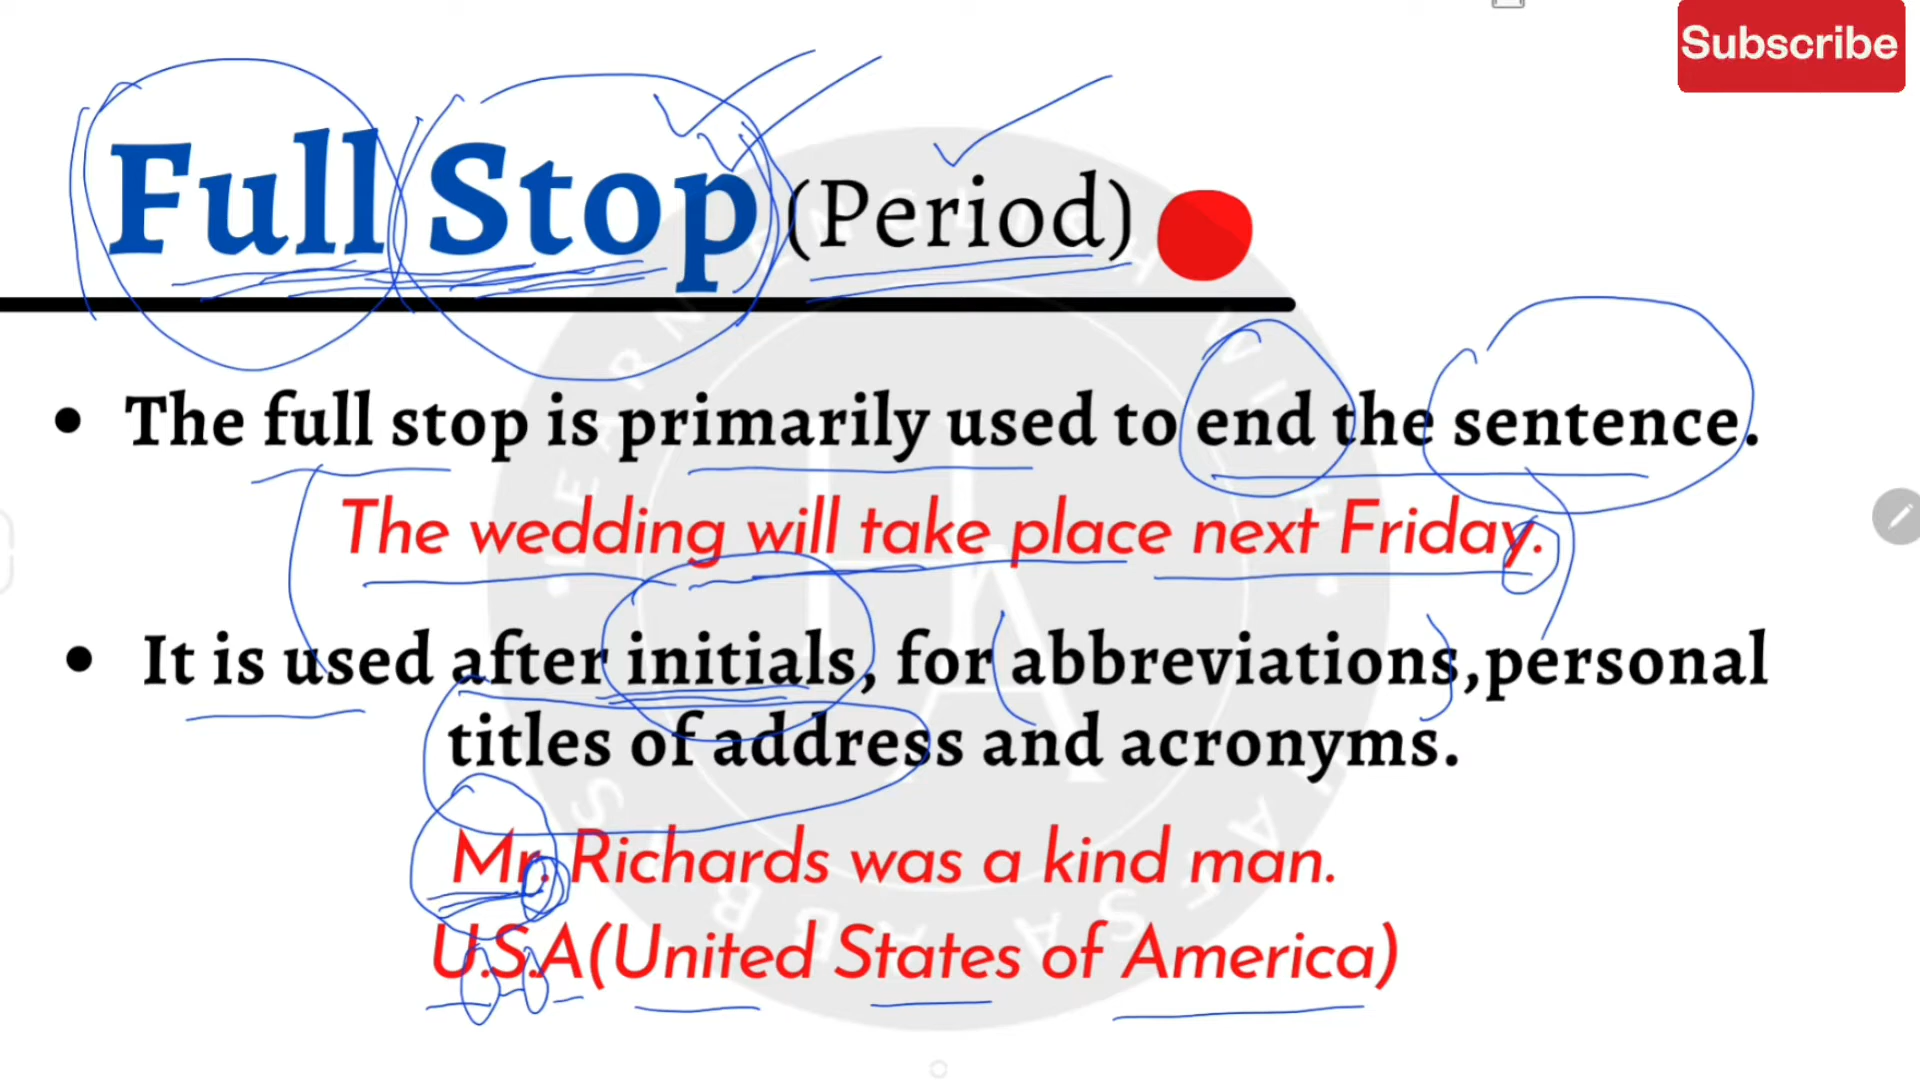 Subscribe
Full Stop (Period)
• The full stop is primarily used to end the sentence.
The wedding will take place next Friday.
• It is used after initials, for abbreviations,personal
titles of address and acronyms.
Mr. Richards was a kind man.
U.S.A(United States of America)